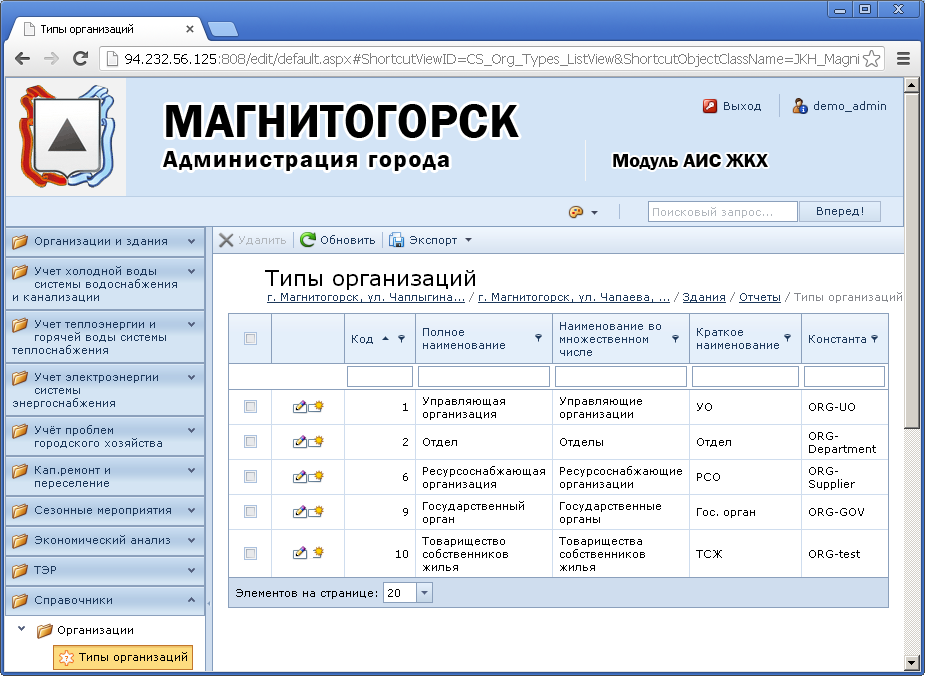 Типы организаций
94.232.56.125:808/edit/default.aspx#ShortcutViewID=CS_Org_Types_ListView&ShortcutObjectClassName=JKH_Magni
МАГНИТОГОРСК
Администрация города
Модуль АИС ЖКХ
Выход
demo_admin
Поисковый запрос...
Вперед!
Организации и здания
Учет холодной воды
системы водоснабжения
и канализации
Учет теплоэнергии и
горячей воды системы
теплоснабжения
Учет электроэнергии
системы
энергоснабжения
Учёт проблем
городского хозяйства
Кап.ремонт и
переселение
Сезонные мероприятия
Экономический анализ
ТЭР
Справочники
Организации
Типы организаций
Удалить
Обновить
Экспорт
Типы организаций
г. Магнитогорск, ул. Чаплыгина... / г. Магнитогорск, ул. Чапаева, ... / Здания / Отчеты / Типы организаций
Код
Полное
наименование
Наименование во
множественном
числе
Краткое
наименование
Константа
1
Управляющая
организация
Управляющие
организации
УО
ORG-UO
2
Отдел
Отделы
Отдел
ORG-
Department
6
Ресурсоснабжающая
организация
Ресурсоснабжающие
организации
РСО
ORG-
Supplier
9
Государственный
орган
Государственные
органы
Гос. орган
ORG-GOV
10
Товарищество
собственников
жилья
Товарищества
собственников
жилья
ТСЖ
ORG-test
Элементов на странице: 20